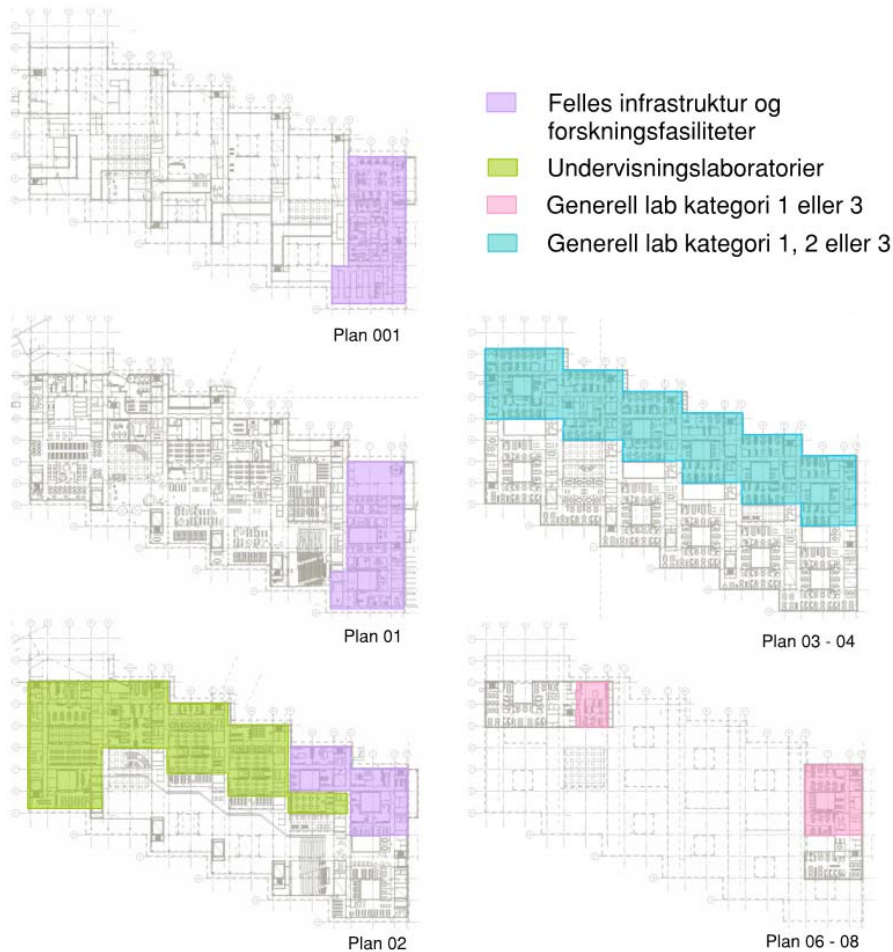 Felles infrastruktur og
forskningsfasiliteter
Undervisningslaboratorier
Generell lab kategori 1 eller 3
Generell lab kategori 1, 2 eller 3
Plan 001
Plan 01
Plan 03 - 04
Plan 02
Plan 06 - 08